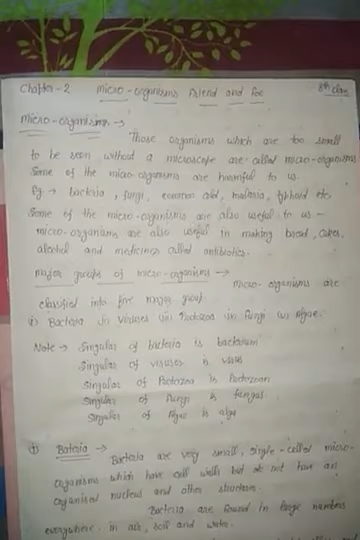 Chapter-2 Micro-organisms Friend and Foe 8th class
Micro-organism →
Those organisms which are too small
to be seen without a microscope are called micro-organisms
Some of the micro organisms are harmful to us.
Eg → bacteria, fungi, common cold, malaria, typhoid etc
Some of the micro-organisms are also useful to us -
micro-organisms are also useful in making bread, cakes,
alcohol and medicines called antibiotics.
Major groups of micro-organisms →
Micro-organisms are
classified into five major group.
i) Bacteria ii) Viruses iii) Protozoa iv) Fungi v) Algae.
Note → Singular of bacteria is bacterium
Singular of viruses is virus
Singular of Protozoa is Protozoan
Singular of Fungi is fungus
Singular of Algae is alga
i) Bateria →
Bacteria are very small, single-celled micro-
organisms which have cell walls but do not have an
organised nucleus and other structures.
Bacteria are found in large numbers
everywhere in air, soil and water.